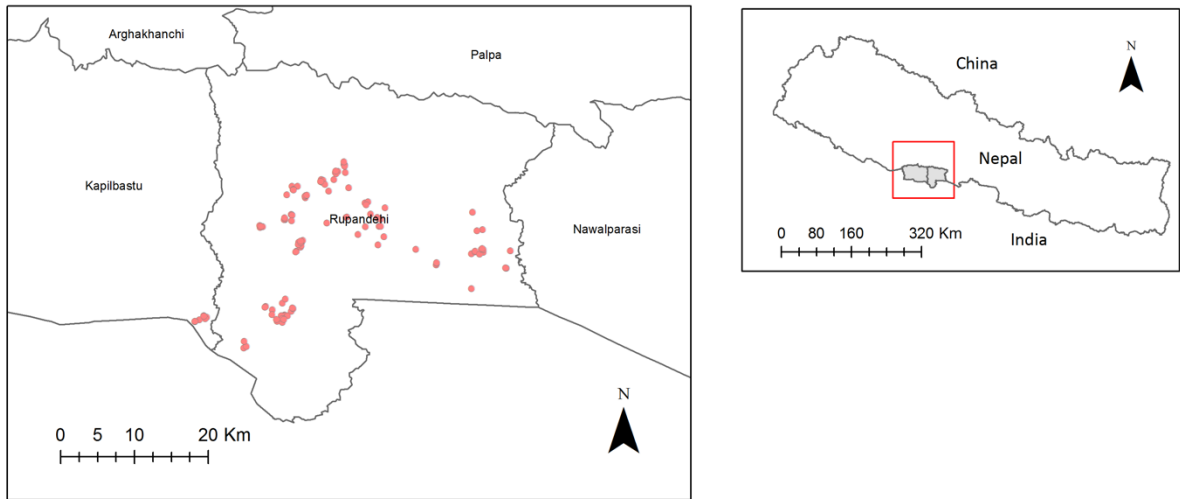 Arghakhanchi
Palpa
Kapilbastu
Rupandehi
Nawalparasi
N
0 5 10 20 Km
N
China
Nepal
India
0 80 160 320 Km